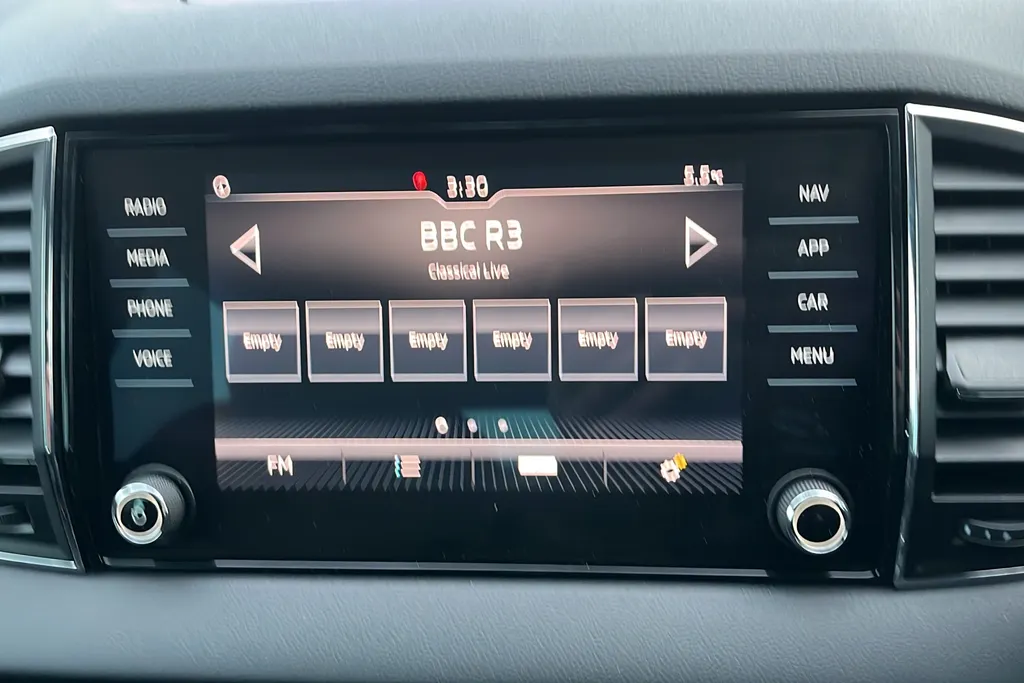 RADIO
MEDIA
PHONE
VOICE
3:30
5.5°C
BBC R3
Classical Live
Empty Empty Empty Empty Empty Empty
FM
NAV
APP
CAR
MENU